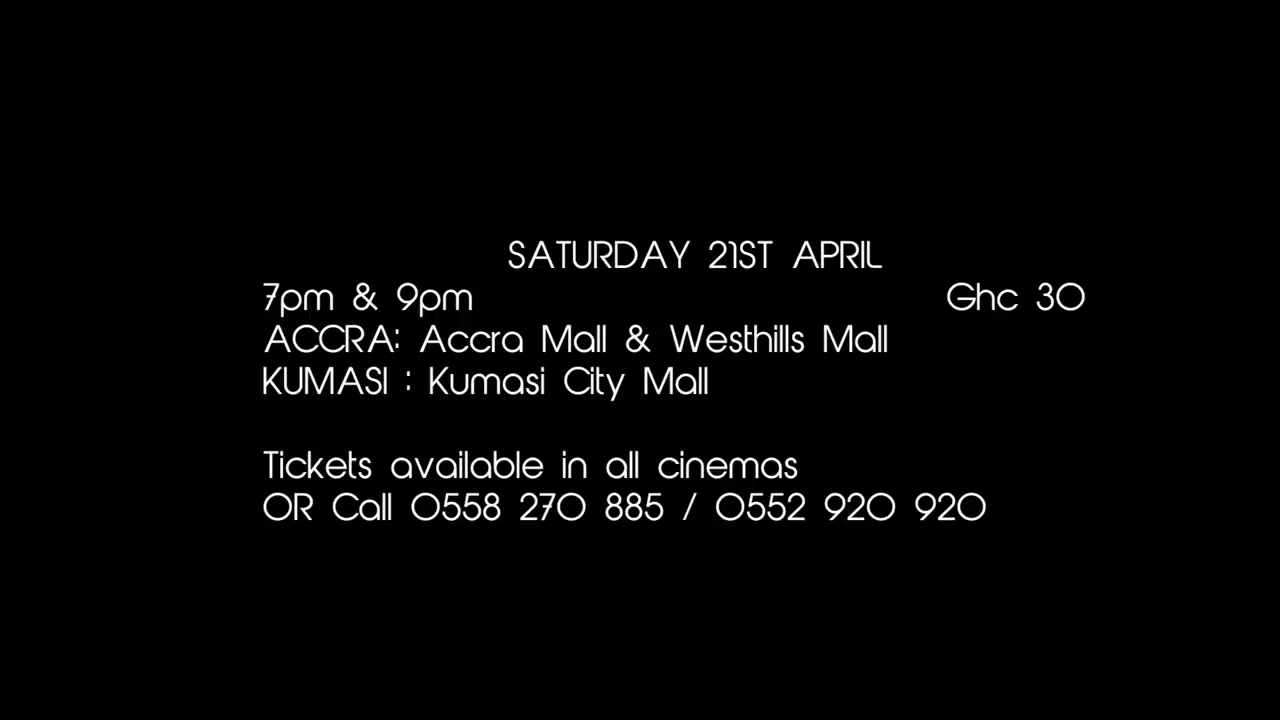 SATURDAY 21ST APRIL
7pm & 9pm Ghc 30
ACCRA: Accra Mall & Westhills Mall
KUMASI : Kumasi City Mall
Tickets available in all cinemas
OR Call 0558 270 885 / 0552 920 920